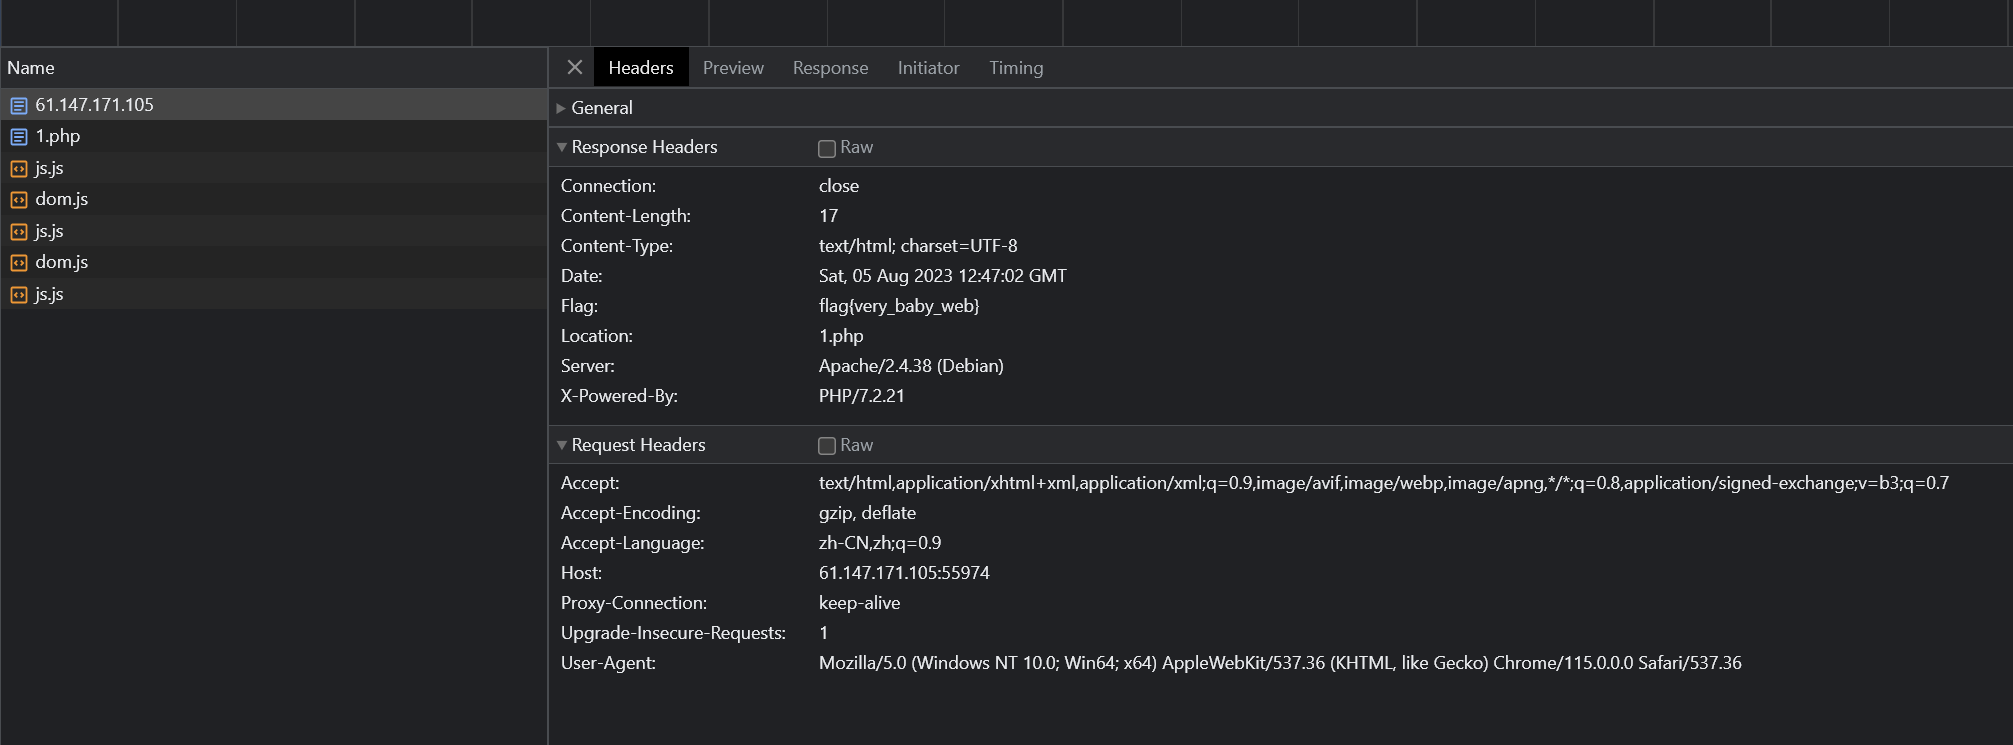 Name
61.147.171.105
1.php
js.js
dom.js
js.js
dom.js
js.js
Headers Preview Response Initiator Timing
General
Response Headers Raw
Connection: close
Content-Length: 17
Content-Type: text/html; charset=UTF-8
Date: Sat, 05 Aug 2023 12:47:02 GMT
Flag: flag{very_baby_web}
Location: 1.php
Server: Apache/2.4.38 (Debian)
X-Powered-By: PHP/7.2.21
Request Headers Raw
Accept: text/html,application/xhtml+xml,application/xml;q=0.9,image/avif,image/webp,image/apng,*/*;q=0.8,application/signed-exchange;v=b3;q=0.7
Accept-Encoding: gzip, deflate
Accept-Language: zh-CN,zh;q=0.9
Host: 61.147.171.105:55974
Proxy-Connection: keep-alive
Upgrade-Insecure-Requests: 1
User-Agent: Mozilla/5.0 (Windows NT 10.0; Win64; x64) AppleWebKit/537.36 (KHTML, like Gecko) Chrome/115.0.0.0 Safari/537.36